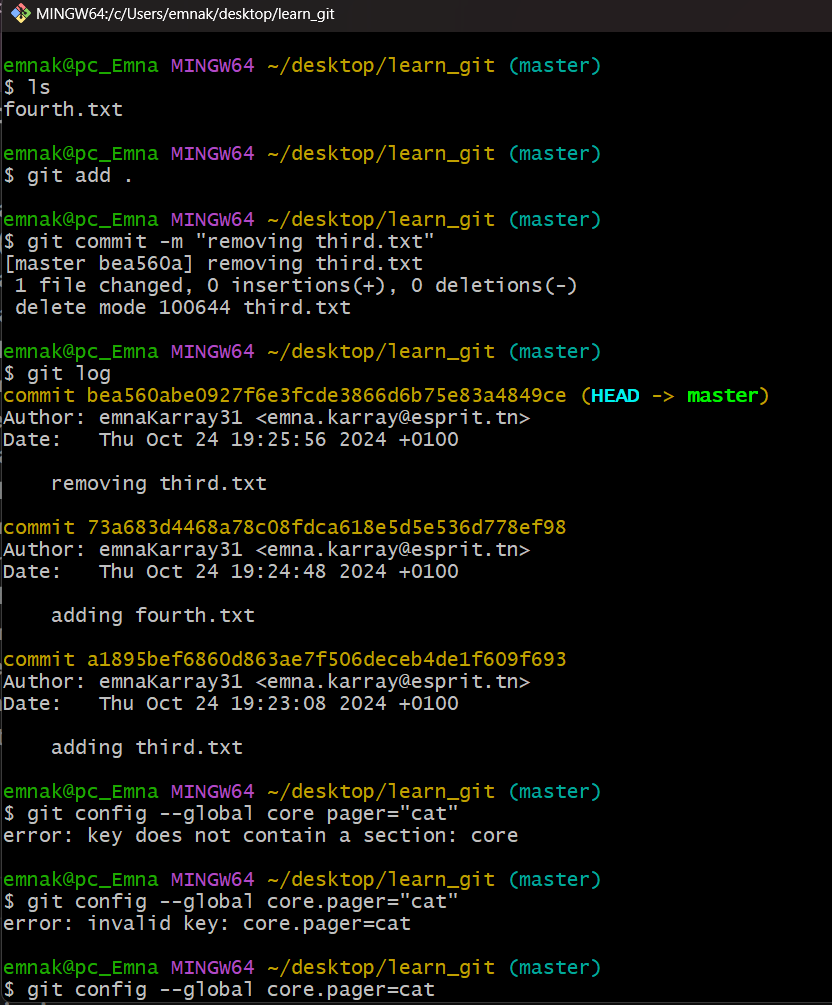 MINGW64:/c/Users/emnak/desktop/learn_git
emnak@pc_Emna MINGW64 ~/desktop/learn_git (master)
$ ls
fourth.txt
emnak@pc_Emna MINGW64 ~/desktop/learn_git (master)
$ git add .
emnak@pc_Emna MINGW64 ~/desktop/learn_git (master)
$ git commit -m "removing third.txt"
[master bea560a] removing third.txt
 1 file changed, 0 insertions(+), 0 deletions(-)
 delete mode 100644 third.txt
emnak@pc_Emna MINGW64 ~/desktop/learn_git (master)
$ git log
commit bea560abe0927f6e3fcde3866d6b75e83a4849ce (HEAD -> master)
Author: emnaKarray31 <emna.karray@esprit.tn>
Date:   Thu Oct 24 19:25:56 2024 +0100
    removing third.txt
commit 73a683d4468a78c08fdca618e5d5e536d778ef98
Author: emnaKarray31 <emna.karray@esprit.tn>
Date:   Thu Oct 24 19:24:48 2024 +0100
    adding fourth.txt
commit a1895bef6860d863ae7f506deceb4de1f609f693
Author: emnaKarray31 <emna.karray@esprit.tn>
Date:   Thu Oct 24 19:23:08 2024 +0100
    adding third.txt
emnak@pc_Emna MINGW64 ~/desktop/learn_git (master)
$ git config --global core pager="cat"
error: key does not contain a section: core
emnak@pc_Emna MINGW64 ~/desktop/learn_git (master)
$ git config --global core.pager="cat"
error: invalid key: core.pager=cat
emnak@pc_Emna MINGW64 ~/desktop/learn_git (master)
$ git config --global core.pager=cat